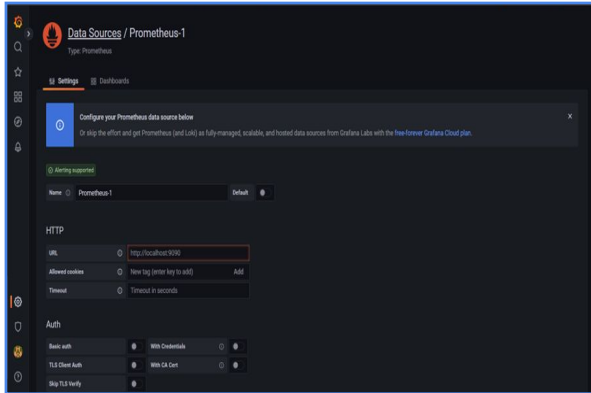 Data Sources / Prometheus-1
Type: Prometheus
Settings Dashboards
Configure your Prometheus data source below
Or skip the effort and get Prometheus (and Loki) as fully-managed, scalable, and hosted data sources from Grafana Labs with the free-forever Grafana Cloud plan.
Alerting supported
Name Prometheus-1 Default
HTTP
URL http://localhost:9090
Allowed cookies New tag (enter key to add) Add
Timeout Timeout in seconds
Auth
Basic auth With Credentials
TLS Client Auth With CA Cert
Skip TLS Verify